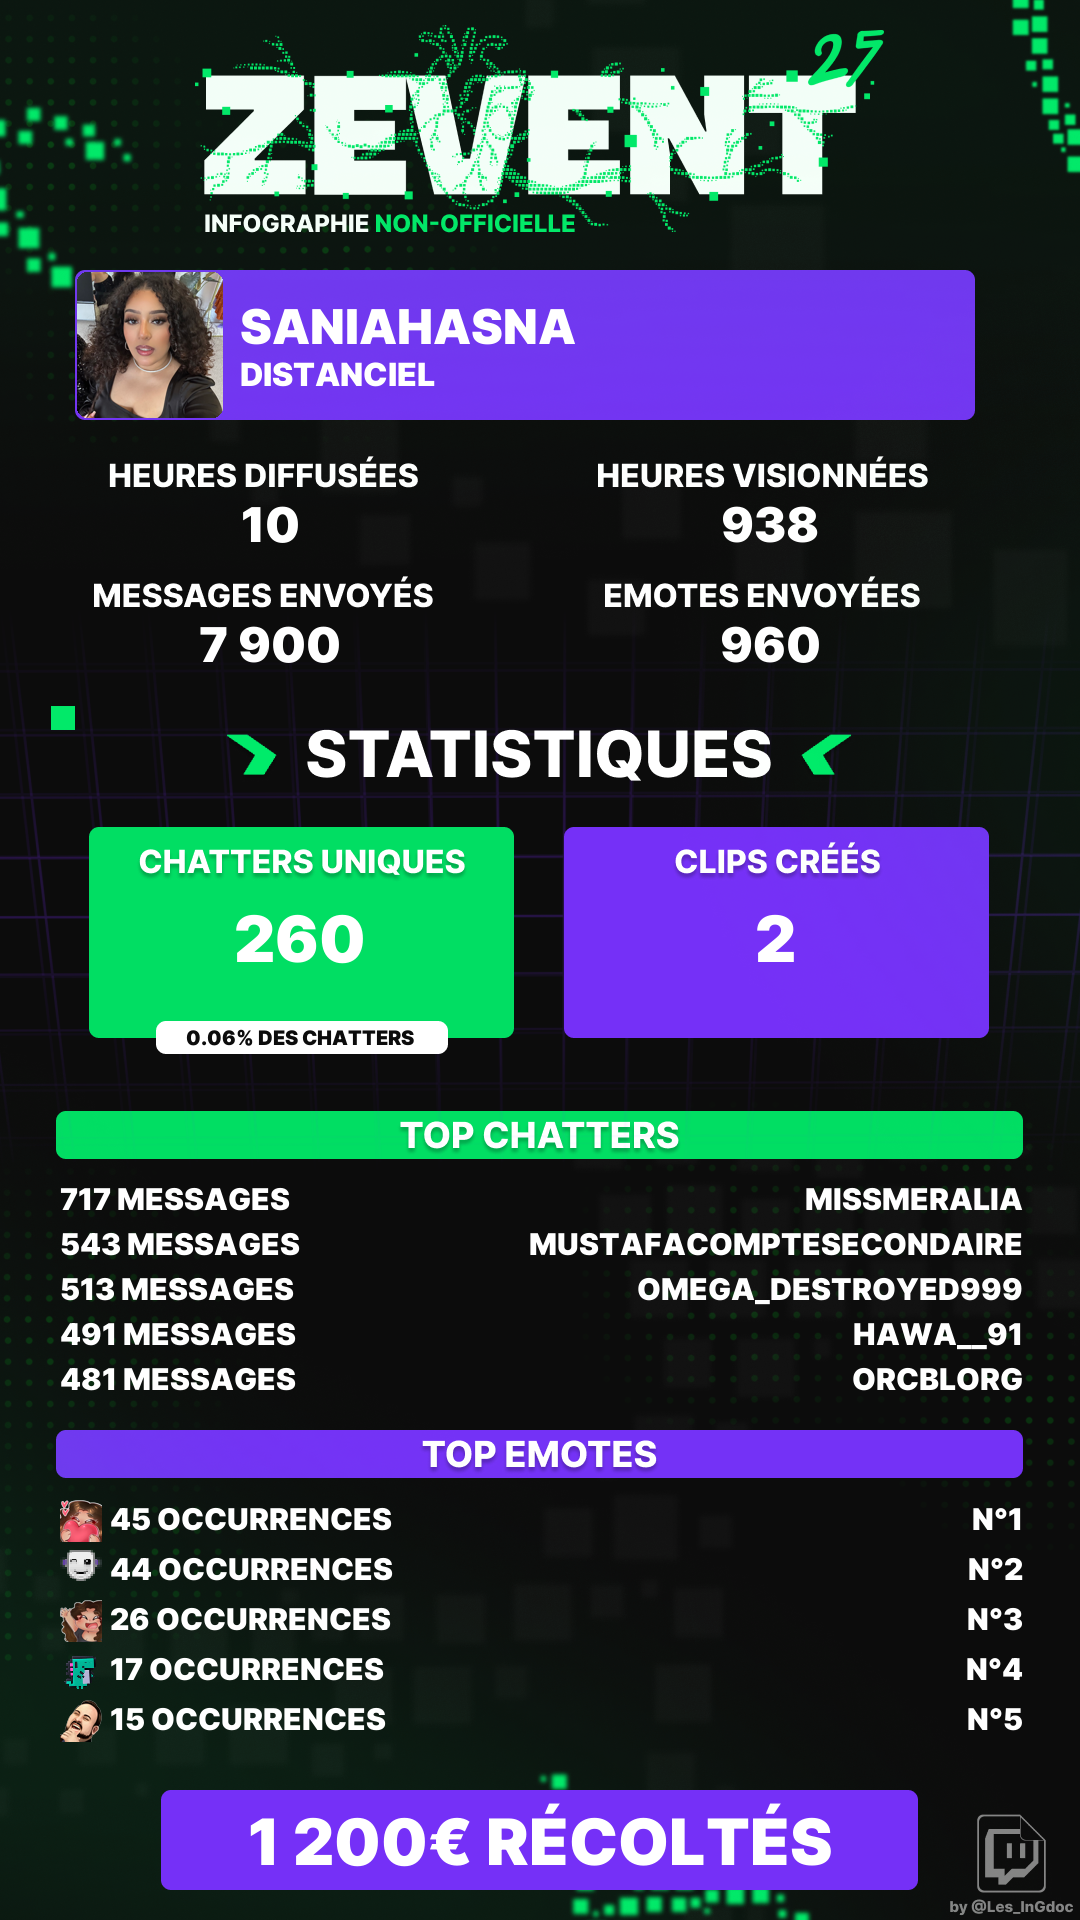 ZEVENT 25
INFOGRAPHIE NON-OFFICIELLE
SANIAHASNA
DISTANCIEL
HEURES DIFFUSÉES
10
HEURES VISIONNÉES
938
MESSAGES ENVOYÉS
7 900
EMOTES ENVOYÉES
960
STATISTIQUES
CHATTERS UNIQUES
260
0.06% DES CHATTERS
CLIPS CRÉÉS
2
TOP CHATTERS
717 MESSAGES MISSMERALIA
543 MESSAGES MUSTAFACOMPTESECONDAIRE
513 MESSAGES OMEGA_DESTROYED999
491 MESSAGES HAWA__91
481 MESSAGES ORCBLORG
TOP EMOTES
45 OCCURRENCES N°1
44 OCCURRENCES N°2
26 OCCURRENCES N°3
17 OCCURRENCES N°4
15 OCCURRENCES N°5
1 200€ RÉCOLTÉS
by @Les_InGdoc